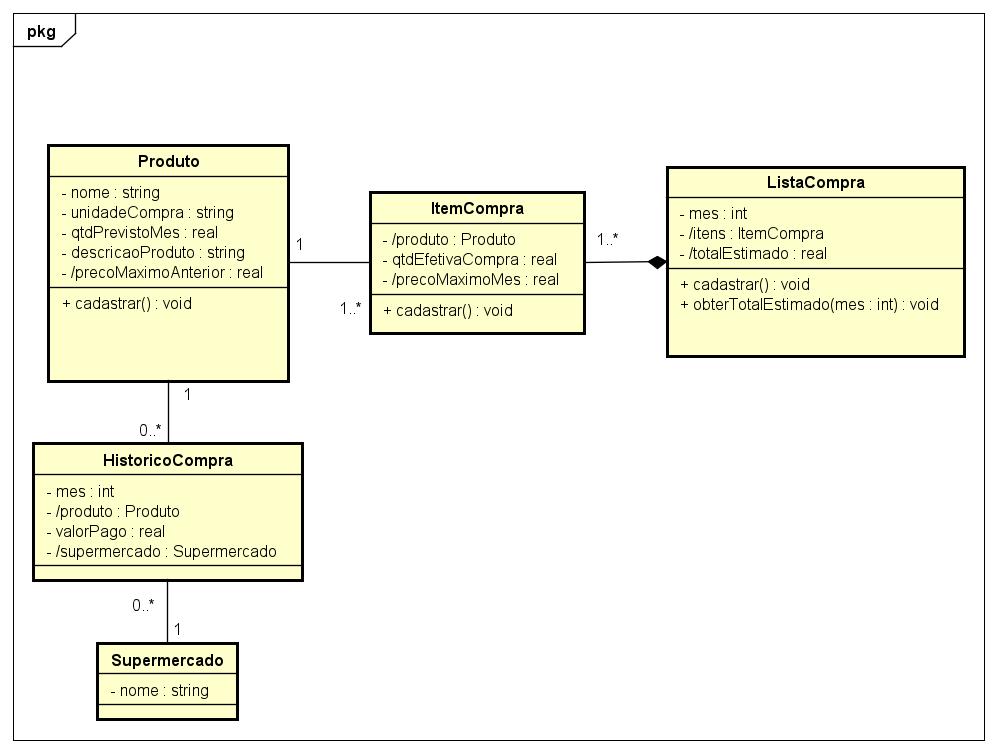 pkg
Produto
- nome : string
- unidadeCompra : string
- qtdPrevistoMes : real
- descricaoProduto : string
- /precoMaximoAnterior : real
+ cadastrar() : void
1
1..*
ItemCompra
- /produto : Produto
- qtdEfetivaCompra : real
- /precoMaximoMes : real
+ cadastrar() : void
1..*
ListaCompra
- mes : int
- /itens : ItemCompra
- /totalEstimado : real
+ cadastrar() : void
+ obterTotalEstimado(mes : int) : void
1
0..*
HistoricoCompra
- mes : int
- /produto : Produto
- valorPago : real
- /supermercado : Supermercado
0..*
1
Supermercado
- nome : string